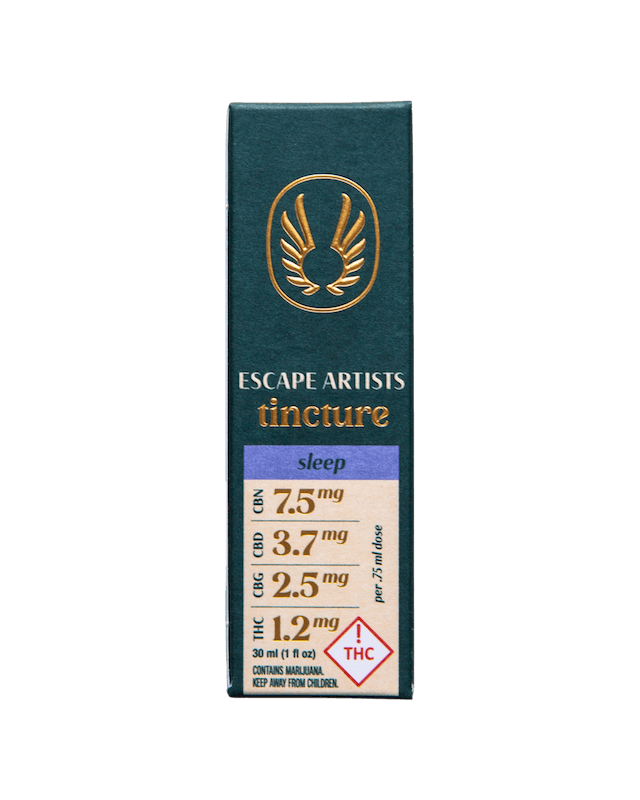 ESCAPE ARTISTS
tincture
sleep
CBN 7.5mg
CBD 3.7mg
CBG 2.5mg
THC 1.2mg
per .75 ml dose
30 ml (1 fl oz)
CONTAINS MARIJUANA.
KEEP AWAY FROM CHILDREN.
!
THC